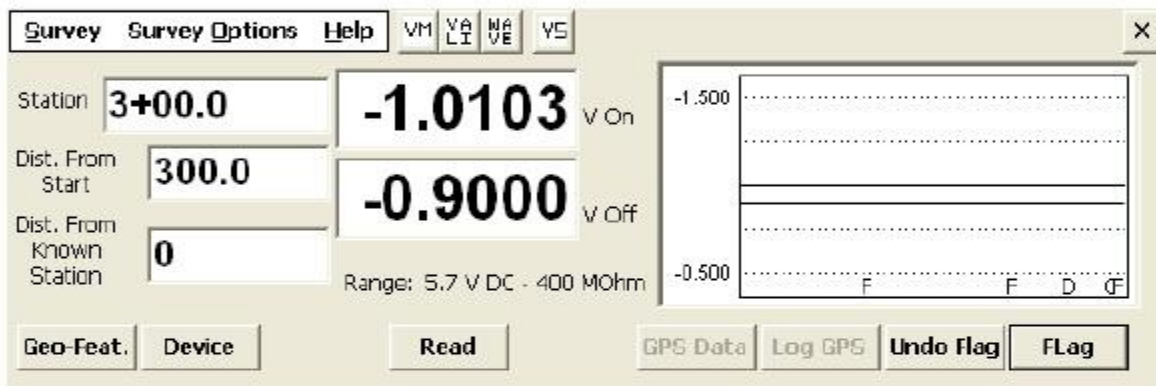 Survey Survey Options Help VM VA LI WA VE VS ×
Station 3+00.0
-1.0103 V On
Dist. From Start 300.0
-0.9000 V Off
Dist. From Known Station 0
Range: 5.7 V DC - 400 MOhm
-1.500
-0.500
F F D
Geo-Feat. Device Read GPS Data Log GPS Undo Flag FLag